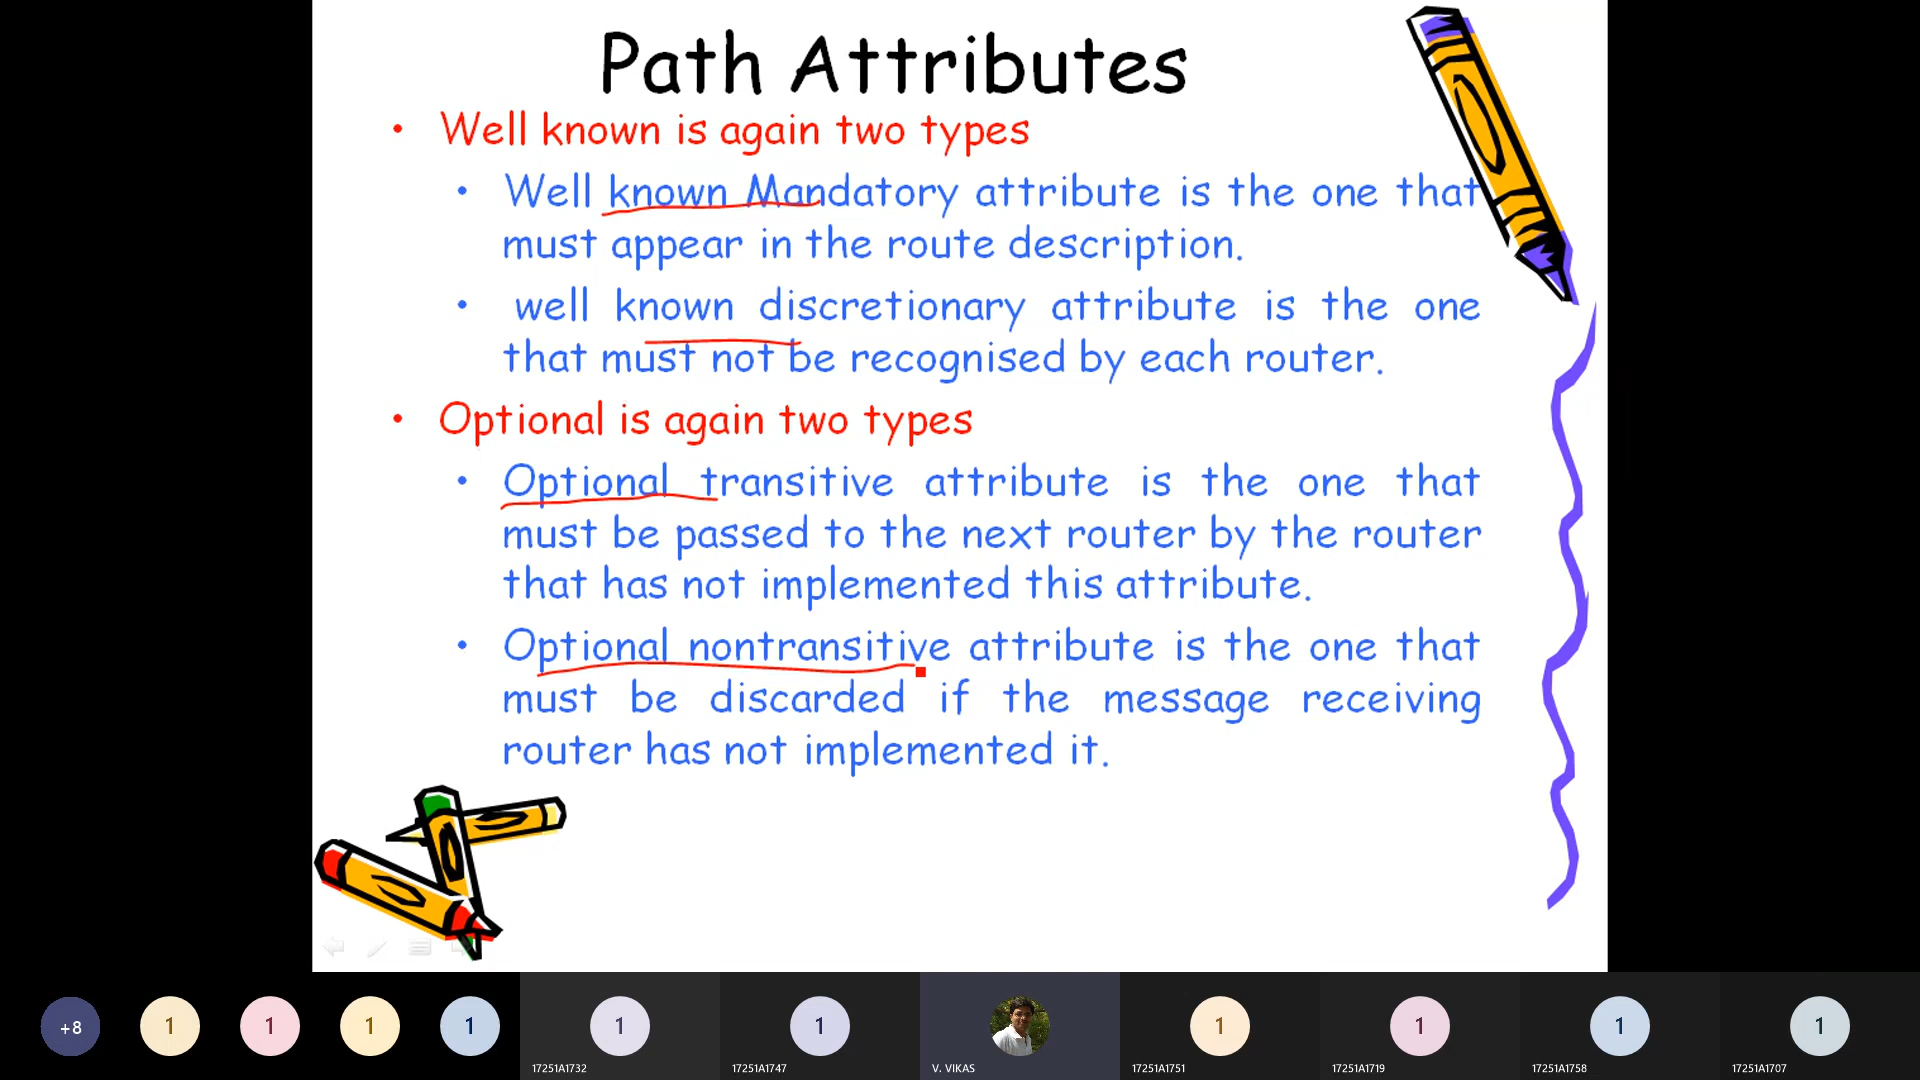 Path Attributes
• Well known is again two types
• Well known Mandatory attribute is the one that
must appear in the route description.
• well known discretionary attribute is the one
that must not be recognised by each router.
• Optional is again two types
• Optional transitive attribute is the one that
must be passed to the next router by the router
that has not implemented this attribute.
• Optional nontransitive attribute is the one that
must be discarded if the message receiving
router has not implemented it.
+8 1 1 1 1 1 1 1 1 1 1
17251A1732 17251A1747 V. VIKAS 17251A1751 17251A1719 17251A1758 17251A1707